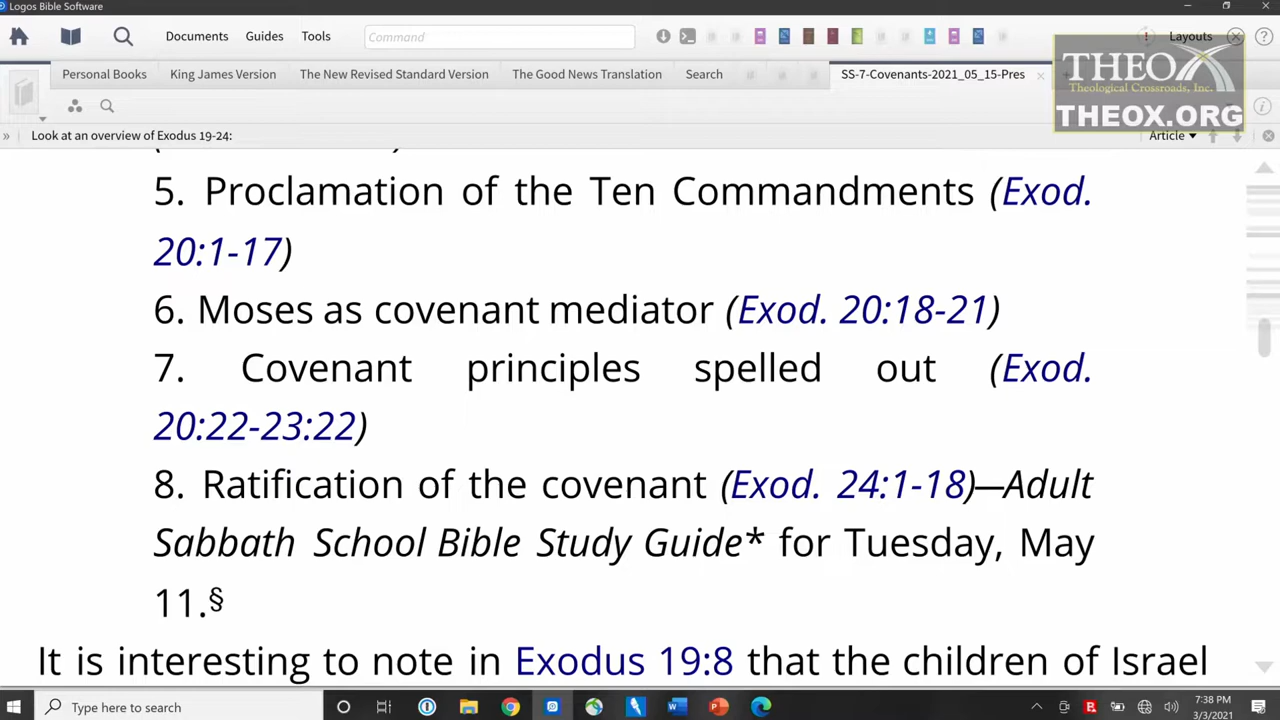 Logos Bible Software
Documents Guides Tools Command Layouts
Personal Books King James Version The New Revised Standard Version The Good News Translation Search SS-7-Covenants-2021_05_15-Pres
THEOX
Theological Crossroads, Inc.
THEOX.ORG
Look at an overview of Exodus 19-24: Article
5. Proclamation of the Ten Commandments (Exod.
20:1-17)
6. Moses as covenant mediator (Exod. 20:18-21)
7. Covenant principles spelled out (Exod.
20:22-23:22)
8. Ratification of the covenant (Exod. 24:1-18)—Adult
Sabbath School Bible Study Guide* for Tuesday, May
11.§
It is interesting to note in Exodus 19:8 that the children of Israel
Type here to search
7:38 PM
3/3/2021